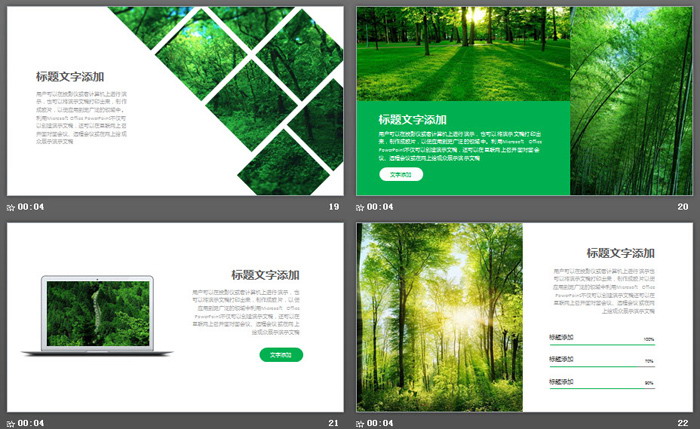 标题文字添加
用户可以在投影仪或者计算机上进行演
示，也可以将演示文稿打印出来，制作
成胶片，以便应用到更广泛的领域中。
利用Microsoft Office PowerPoint不仅可
以创建演示文稿，还可以在互联网上召
开面对面会议、远程会议或在网上给观
众展示演示文稿
00:04
19
标题文字添加
用户可以在投影仪或者计算机上进行演示，也可以将演示文稿打印出
来，制作成胶片，以便应用到更广泛的领域中。利用Microsoft Office
PowerPoint不仅可以创建演示文稿，还可以在互联网上召开面对面会
议、远程会议或在网上给观众展示演示文稿
文字添加
00:04
20
标题文字添加
用户可以在投影仪或者计算机上进行演示，也
可以将演示文稿打印出来，制作成胶片，以便
应用到更广泛的领域中利用Microsoft Office
PowerPoint不仅可以创建演示文稿，还可以在
互联网上召开面对面会议、远程会议或在网上
给观众展示演示文稿
文字添加
00:04
21
标题文字添加
用户可以在投影仪或者计算机上进行演示也
可以将演示文稿打印出来，制作成胶片，以便
应用到更广泛的领域中利用Microsoft Office
PowerPoint不仅可以创建演示文稿还可以在
互联网上召开面对面会议、远程会议或在网
上给观众展示演示文稿
标题添加
100%
标题添加
70%
标题添加
90%
00:04
22